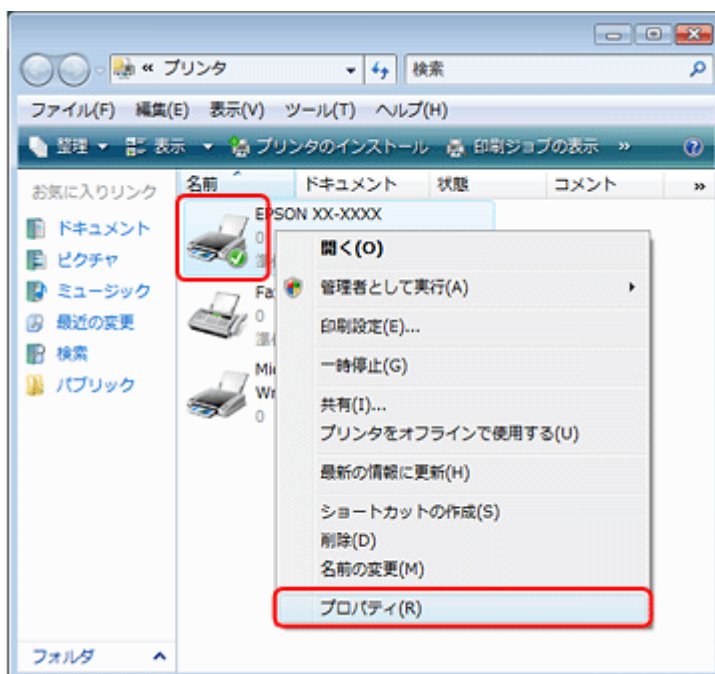 « プリンタ
検索
ファイル(F) 編集(E) 表示(V) ツール(T) ヘルプ(H)
整理 表示 プリンタのインストール 印刷ジョブの表示 »
お気に入りリンク
ドキュメント
ピクチャ
ミュージック
最近の変更
検索
パブリック
フォルダ
名前 ドキュメント 状態 コメント »
EPSON XX-XXXX
0
Fa
0
Mi
Wr
0
開く(O)
管理者として実行(A)
印刷設定(E)...
一時停止(G)
共有(I)...
プリンタをオフラインで使用する(U)
最新の情報に更新(H)
ショートカットの作成(S)
削除(D)
名前の変更(M)
プロパティ(R)